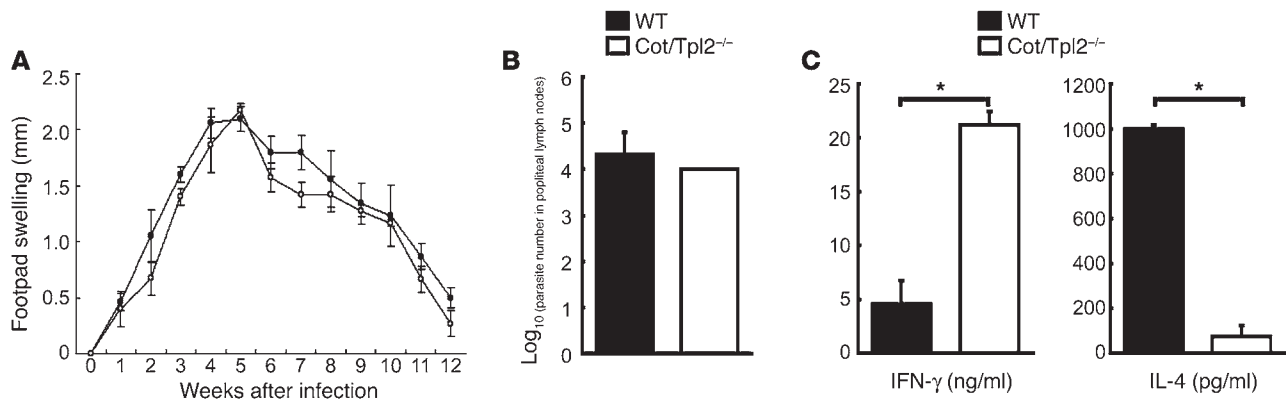 WT
Cot/Tpl2−/−
WT
Cot/Tpl2−/−
A
2.5
2.0
1.5
1.0
0.5
0
0 1 2 3 4 5 6 7 8 9 10 11 12
Footpad swelling (mm)
Weeks after infection
B
6
5
4
3
2
1
0
Log10 (parasite number in popliteal lymph nodes)
C
25
20
15
10
5
0
*
IFN-γ (ng/ml)
1200
1000
800
600
400
200
0
*
IL-4 (pg/ml)